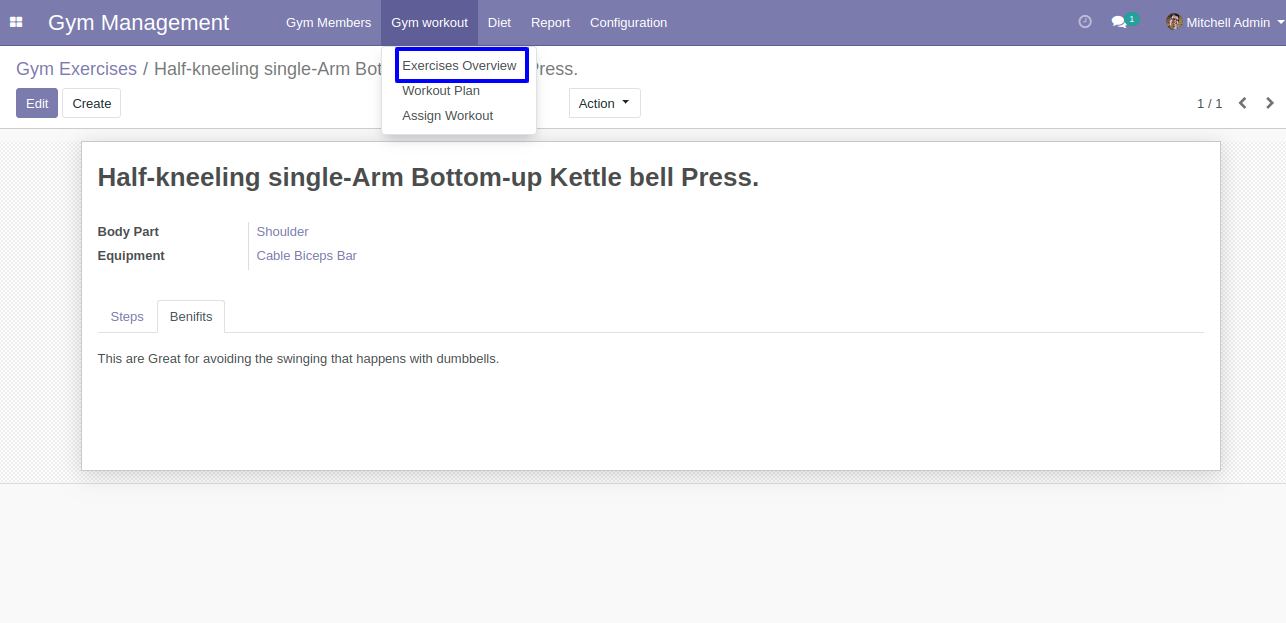 Gym Management Gym Members Gym workout Diet Report Configuration 1 Mitchell Admin
Gym Exercises / Half-kneeling single-Arm Bot ress.
Exercises Overview
Workout Plan
Assign Workout
Edit Create Action 1 / 1
Half-kneeling single-Arm Bottom-up Kettle bell Press.
Body Part Shoulder
Equipment Cable Biceps Bar
Steps Benifits
This are Great for avoiding the swinging that happens with dumbbells.